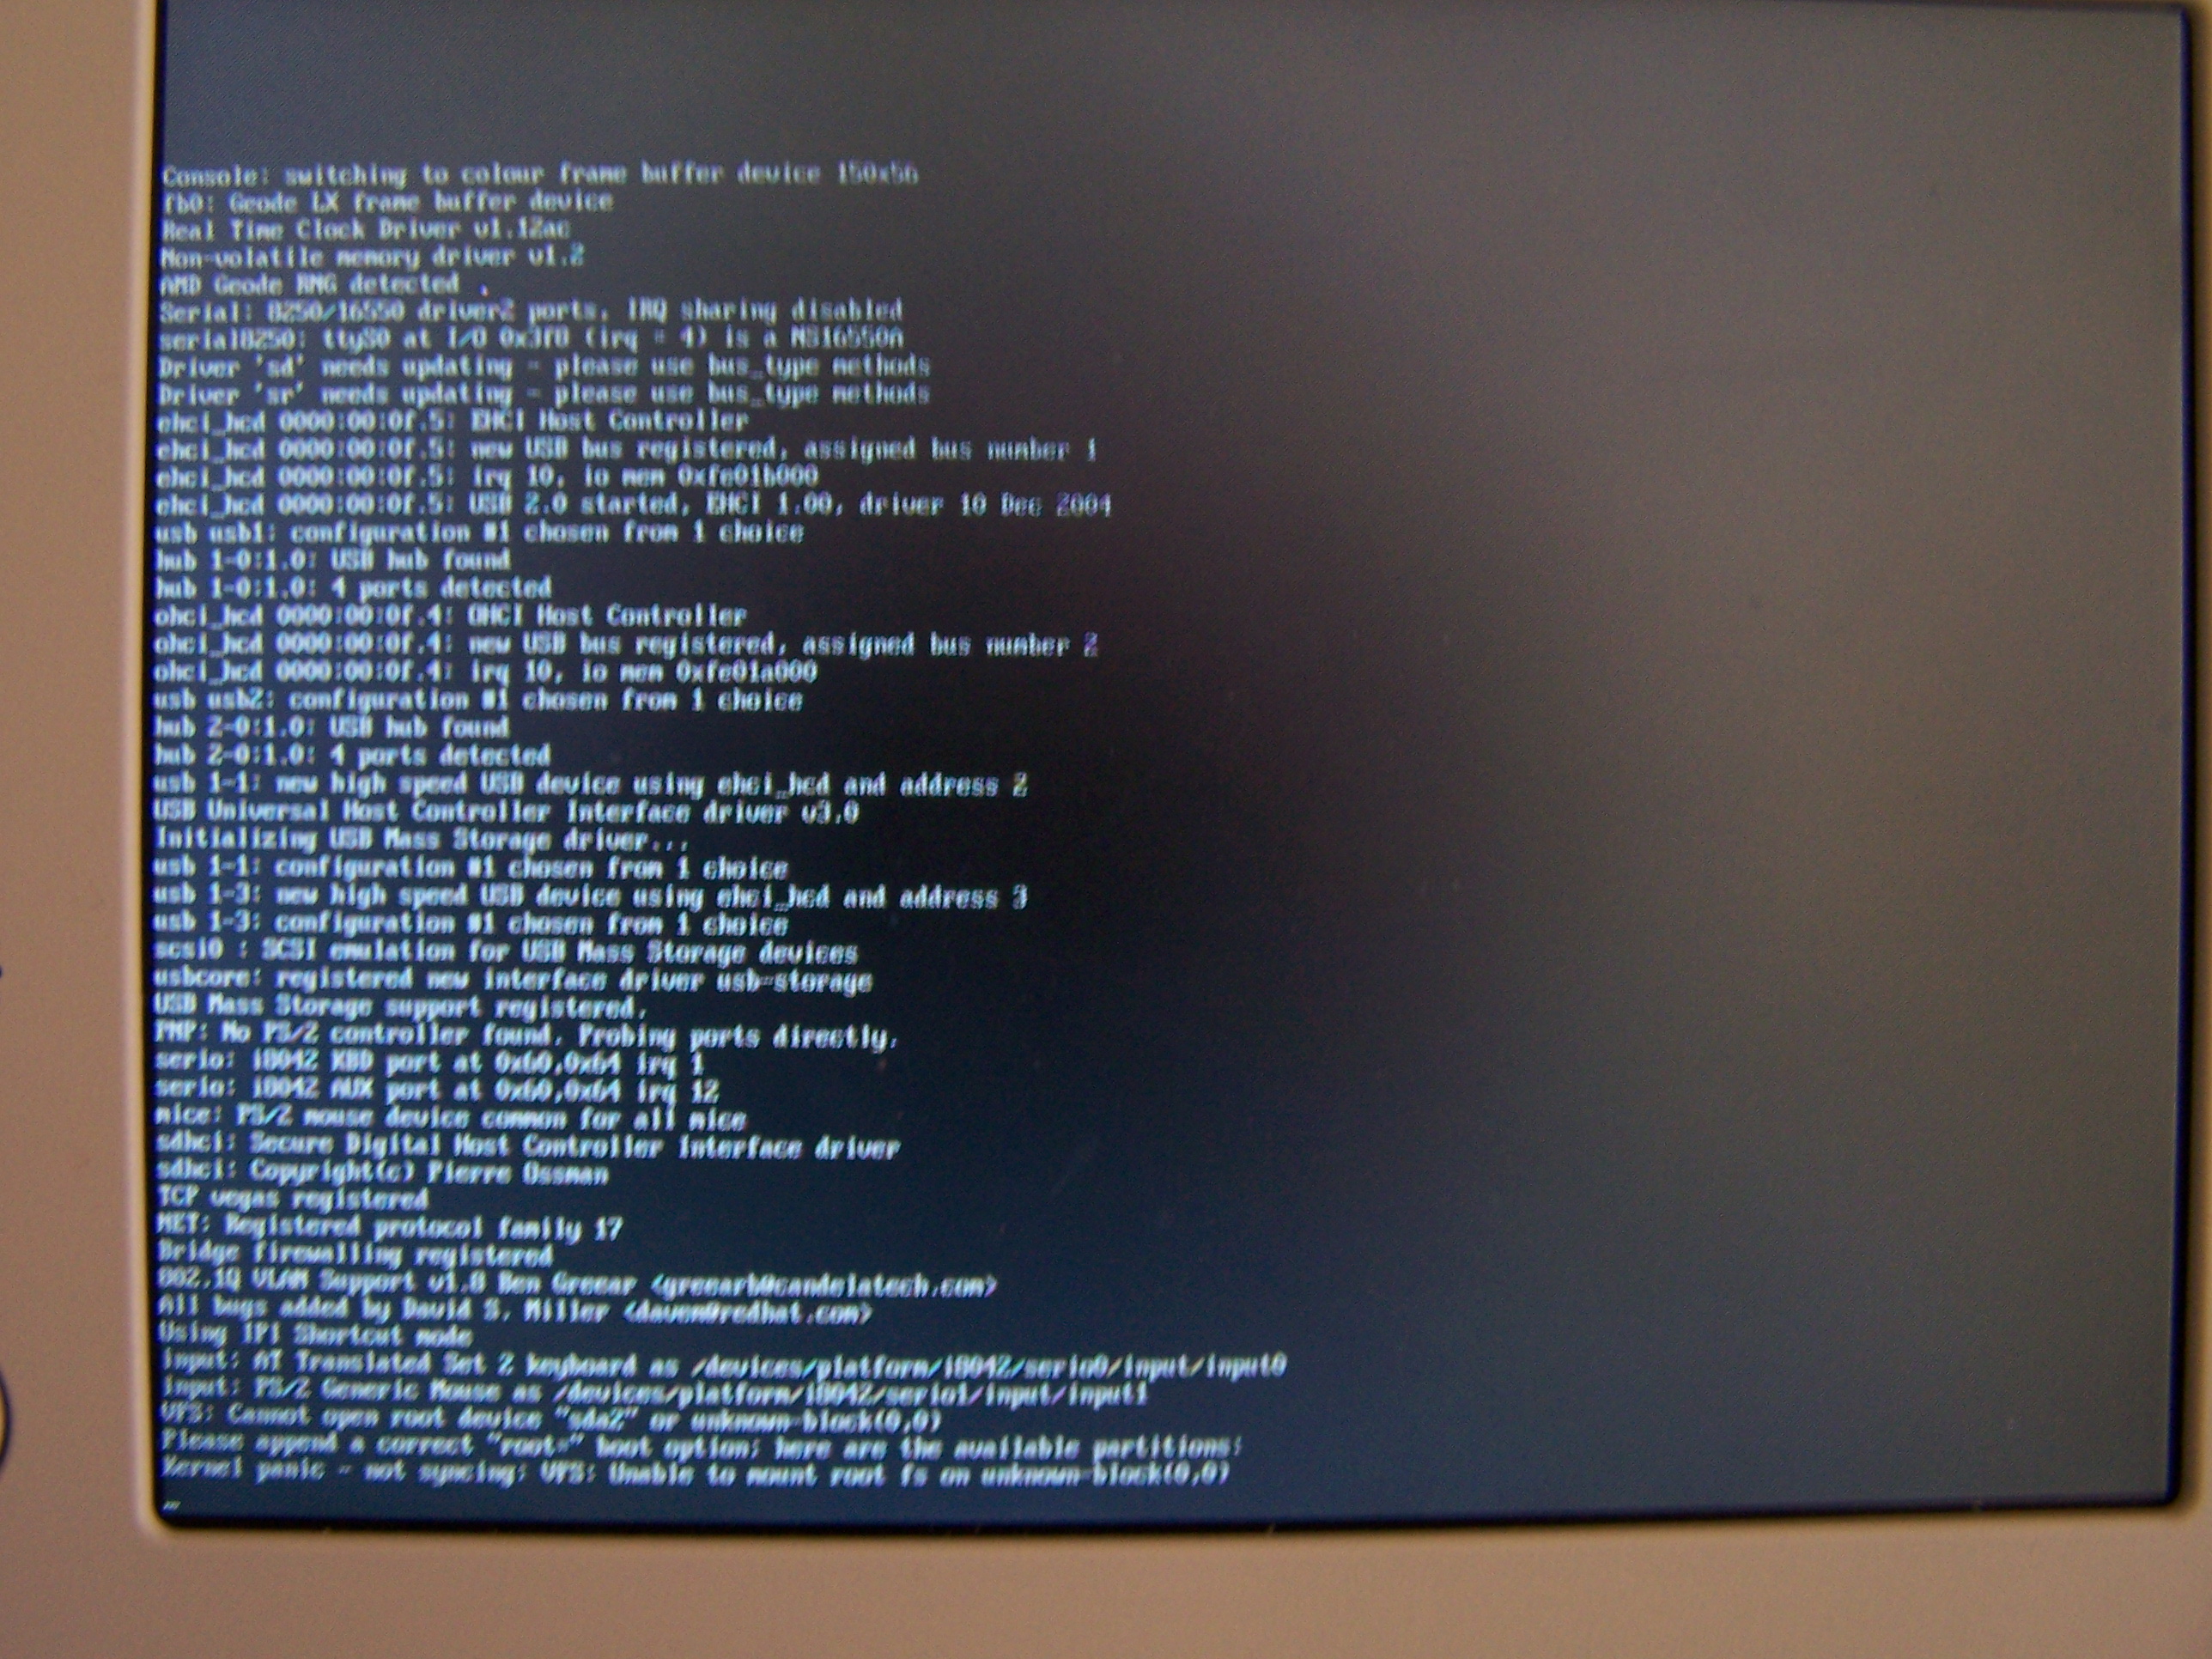 Console: switching to colour frame buffer device 150x56
fb0: Geode LX frame buffer device
Real Time Clock Driver v1.12ac
Non-volatile memory driver v1.2
AMD Geode RNG detected
Serial: 8250/16550 driver2 ports, IRQ sharing disabled
serial8250: ttyS0 at I/O 0x3f8 (irq = 4) is a NS16550A
Driver 'sd' needs updating - please use bus_type methods
Driver 'sr' needs updating - please use bus_type methods
ehci_hcd 0000:00:0f.5: EHCI Host Controller
ehci_hcd 0000:00:0f.5: new USB bus registered, assigned bus number 1
ehci_hcd 0000:00:0f.5: irq 10, io mem 0xfe01b000
ehci_hcd 0000:00:0f.5: USB 2.0 started, EHCI 1.00, driver 10 Dec 2004
usb usb1: configuration #1 chosen from 1 choice
hub 1-0:1.0: USB hub found
hub 1-0:1.0: 4 ports detected
ohci_hcd 0000:00:0f.4: OHCI Host Controller
ohci_hcd 0000:00:0f.4: new USB bus registered, assigned bus number 2
ohci_hcd 0000:00:0f.4: irq 10, io mem 0xfe01a000
usb usb2: configuration #1 chosen from 1 choice
hub 2-0:1.0: USB hub found
hub 2-0:1.0: 4 ports detected
usb 1-1: new high speed USB device using ehci_hcd and address 2
USB Universal Host Controller Interface driver v3.0
Initializing USB Mass Storage driver...
usb 1-1: configuration #1 chosen from 1 choice
usb 1-3: new high speed USB device using ehci_hcd and address 3
usb 1-3: configuration #1 chosen from 1 choice
scsi0 : SCSI emulation for USB Mass Storage devices
usbcore: registered new interface driver usb-storage
USB Mass Storage support registered.
PNP: No PS/2 controller found. Probing ports directly.
serio: i8042 KBD port at 0x60,0x64 irq 1
serio: i8042 AUX port at 0x60,0x64 irq 12
mice: PS/2 mouse device common for all mice
sdhci: Secure Digital Host Controller Interface driver
sdhci: Copyright(c) Pierre Ossman
TCP vegas registered
NET: Registered protocol family 17
Bridge firewalling registered
802.1Q VLAN Support v1.8 Ben Greear <greearb@candelatech.com>
All bugs added by David S. Miller <davem@redhat.com>
Using IPI Shortcut mode
input: AT Translated Set 2 keyboard as /devices/platform/i8042/serio0/input/input0
input: PS/2 Generic Mouse as /devices/platform/i8042/serio1/input/input1
VFS: Cannot open root device "sda2" or unknown-block(0,0)
Please append a correct "root=" boot option; here are the available partitions:
Kernel panic - not syncing: VFS: Unable to mount root fs on unknown-block(0,0)